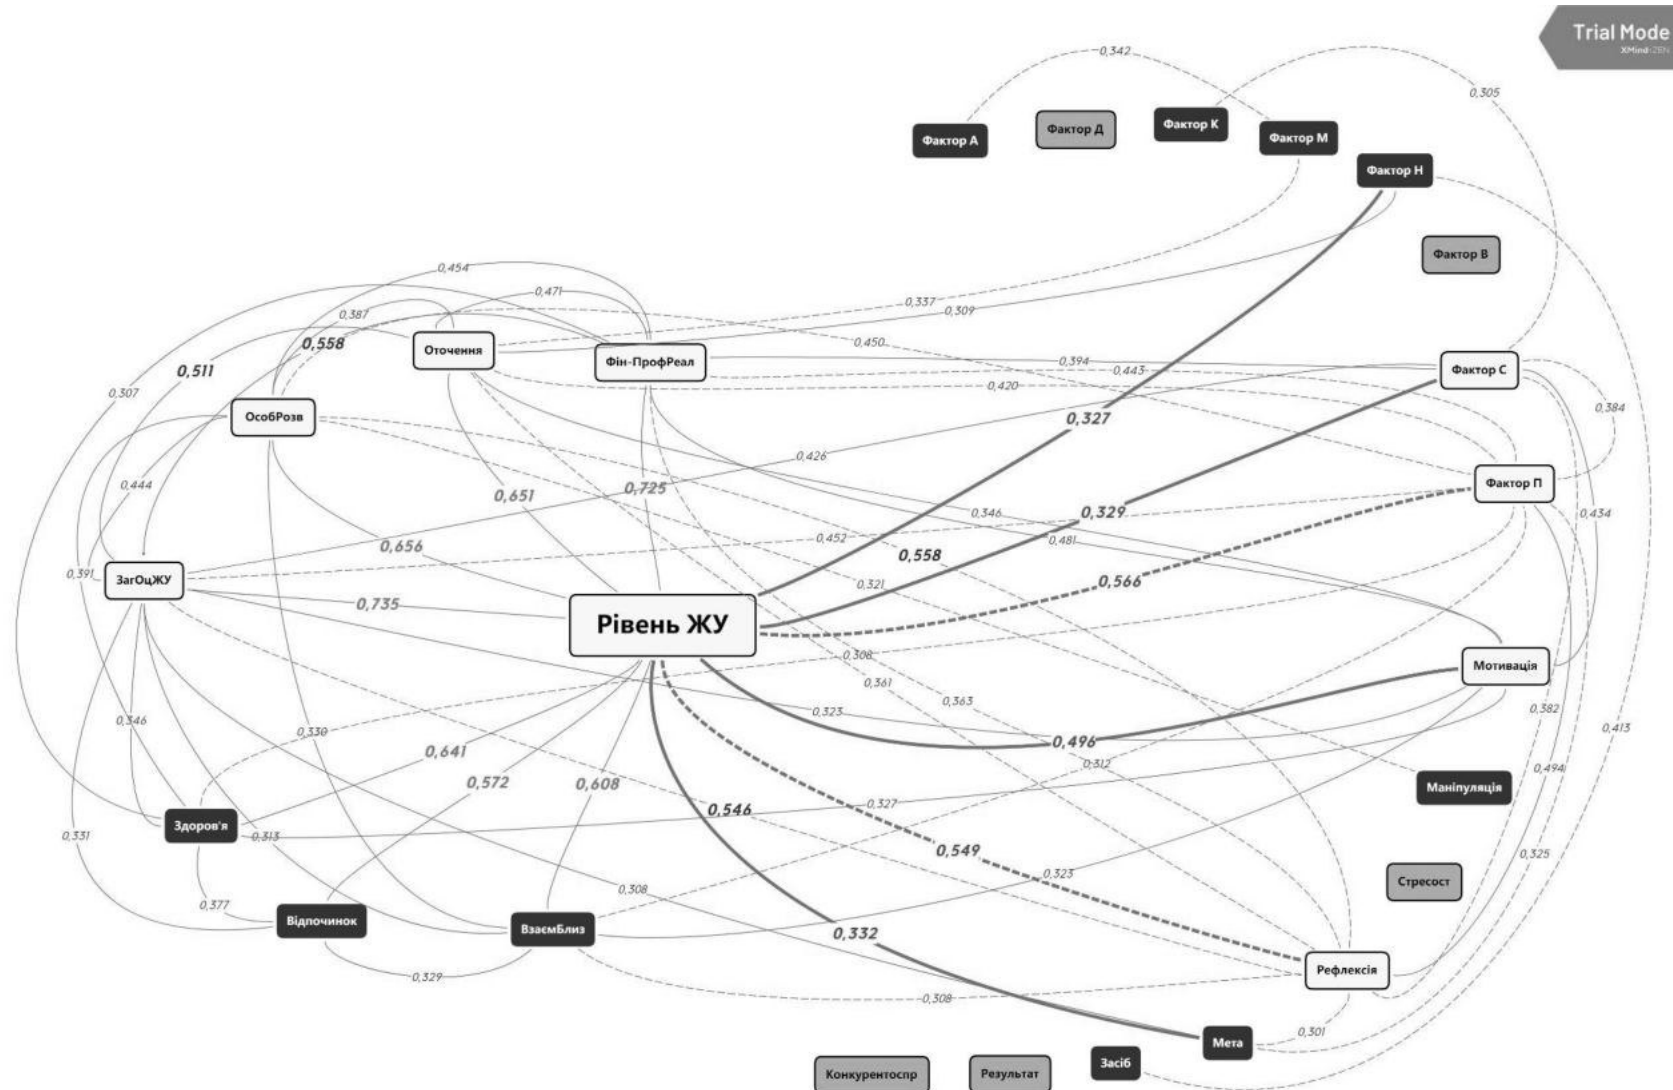 Trial Mode
XMind:ZEN
0,342
0,305
Фактор А
Фактор Д
Фактор К
Фактор М
Фактор Н
Фактор В
0,454
0,471
0,387
0,337
0,309
0,558
0,450
Оточення
Фін-ПрофРеал
0,394
0,443
0,420
Фактор С
0,511
0,307
ОсобРозв
0,327
0,384
0,426
0,444
0,651
0,725
Фактор П
0,329
0,346
0,434
0,656
0,452
0,558
0,481
0,391
ЗагОцЖУ
0,321
0,566
0,735
Рівень ЖУ
0,308
Мотивація
0,361
0,363
0,382
0,346
0,323
0,330
0,496
0,413
0,641
0,312
0,494
0,572
0,608
Маніпуляція
0,327
0,546
Здоров'я
0,331
0,313
0,549
0,325
0,323
Стресост
0,308
0,377
Відпочинок
ВзаємБлиз
0,332
0,329
Рефлексія
0,308
0,301
Мета
Засіб
Конкурентоспр
Результат